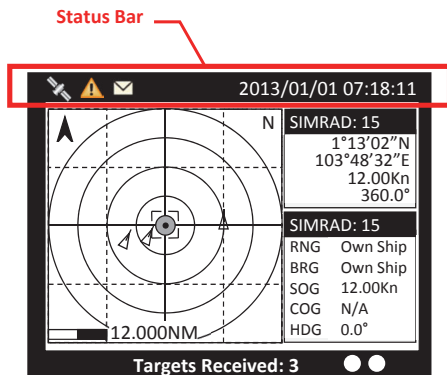 Status Bar
2013/01/01 07:18:11
N
12.000NM
SIMRAD: 15
1°13’02”N
103°48’32”E
12.00Kn
360.0°
SIMRAD: 15
RNG Own Ship
BRG Own Ship
SOG 12.00Kn
COG N/A
HDG 0.0°
Targets Received: 3